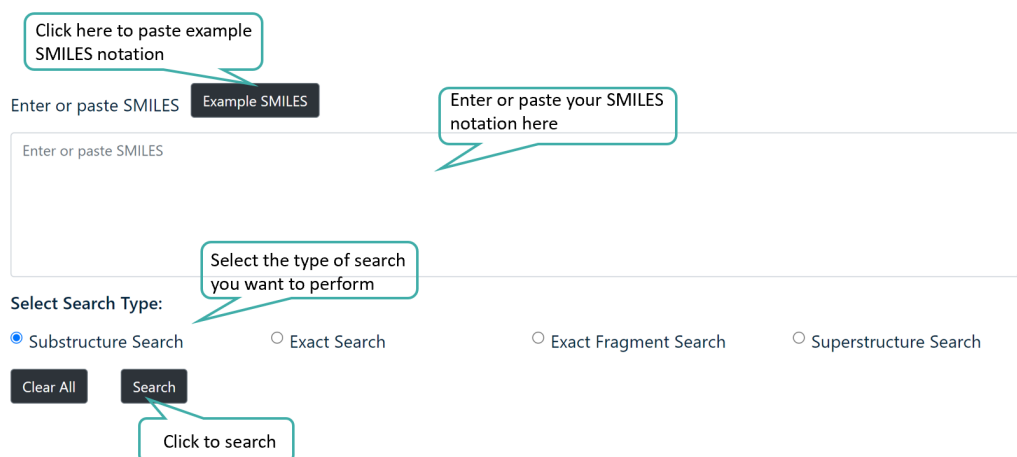 Click here to paste example
SMILES notation
Enter or paste SMILES
Example SMILES
Enter or paste your SMILES
notation here
Enter or paste SMILES
Select the type of search
you want to perform
Select Search Type:
Substructure Search
Exact Search
Exact Fragment Search
Superstructure Search
Clear All
Search
Click to search